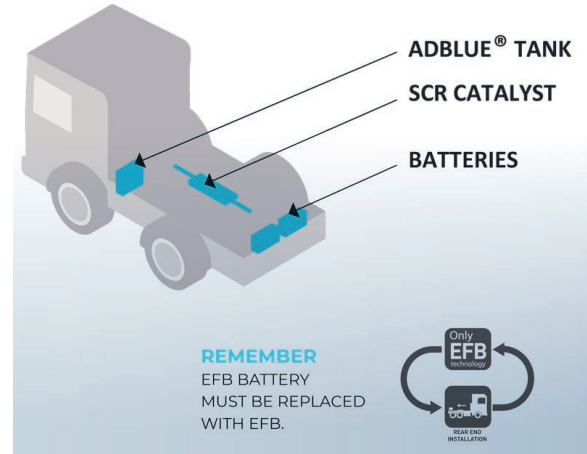 ADBLUE® TANK
SCR CATALYST
BATTERIES
REMEMBER
EFB BATTERY
MUST BE REPLACED
WITH EFB.
Only
EFB
technology
REAR END
INSTALLATION